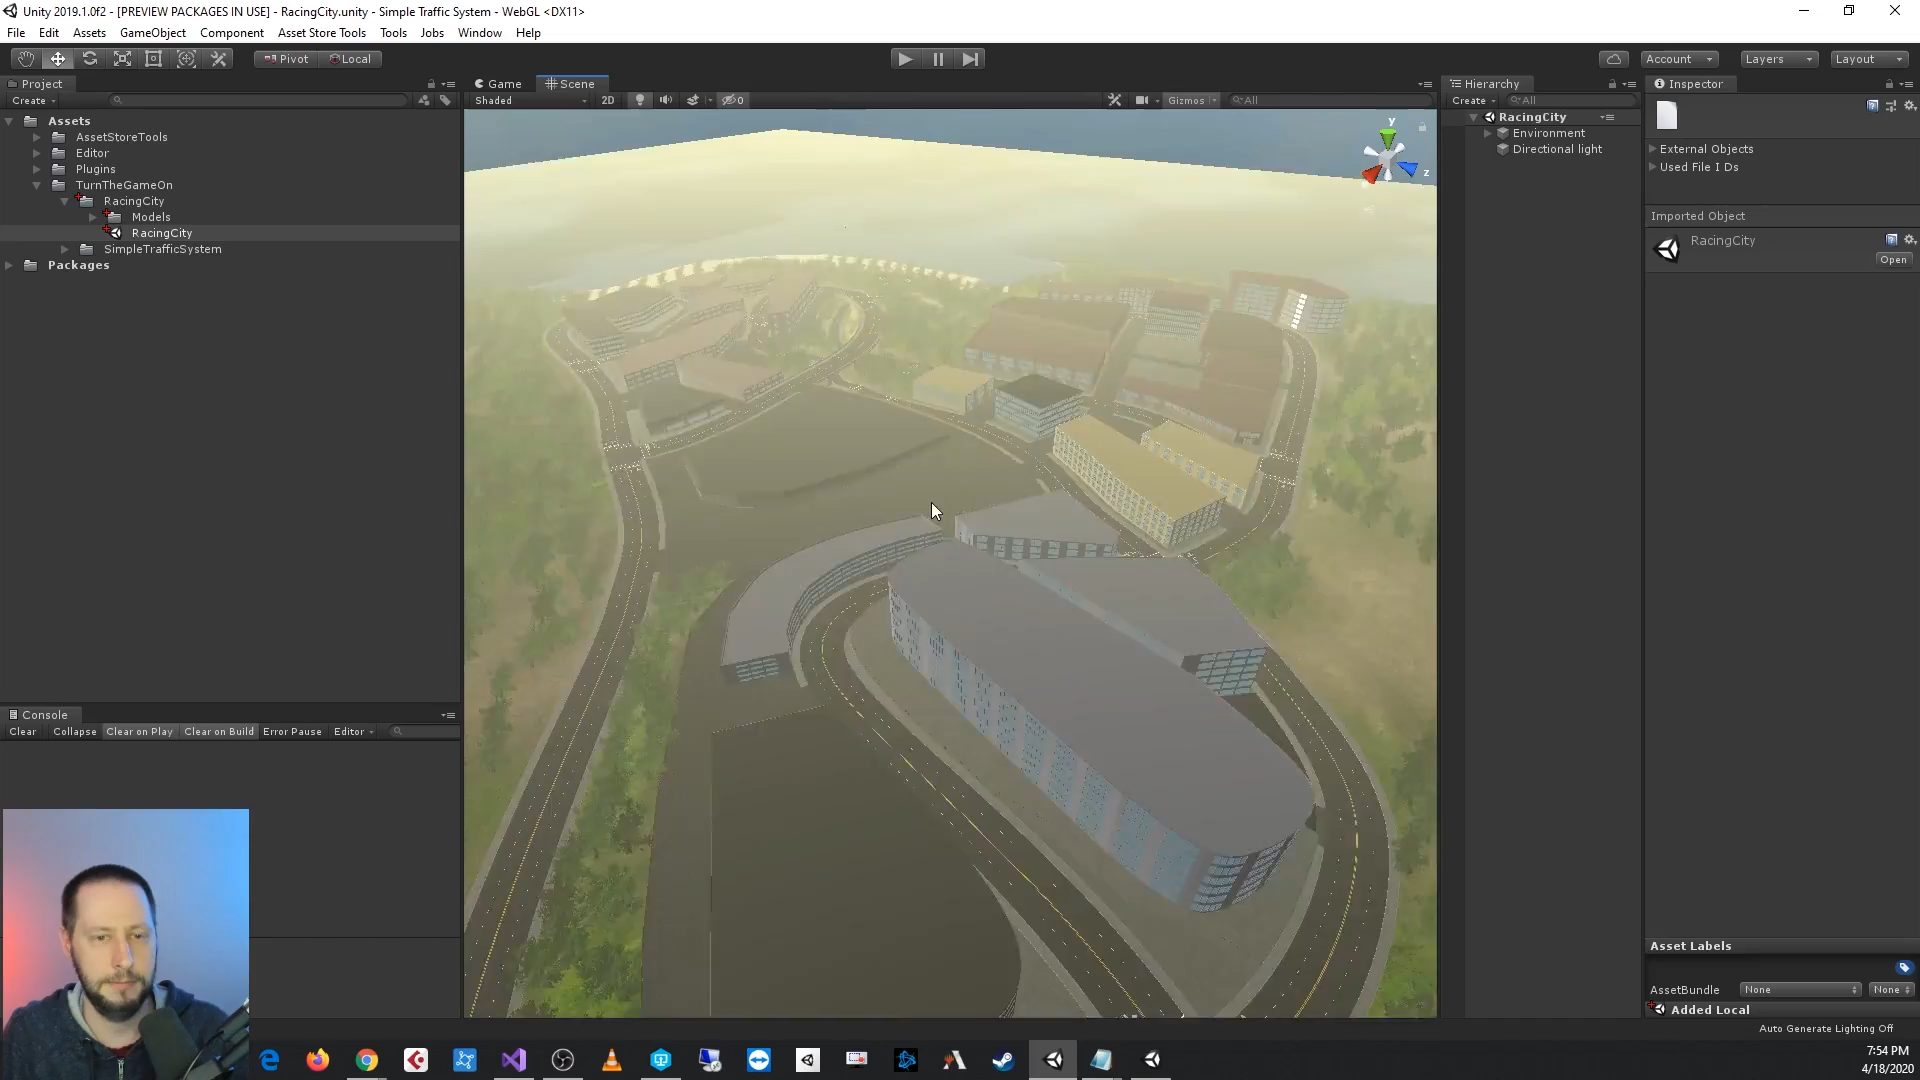 Unity 2019.1.0f2 - [PREVIEW PACKAGES IN USE] - RacingCity.unity - Simple Traffic System - WebGL <DX11>
File Edit Assets GameObject Component Asset Store Tools Tools Jobs Window Help
Pivot Local Account Layers Layout
Project Game Scene Hierarchy Inspector
Create Shaded 2D 0 Gizmos All Create All
Assets
AssetStoreTools
Editor
Plugins
TurnTheGameOn
RacingCity
Models
RacingCity
SimpleTrafficSystem
Packages
y
z
RacingCity
Environment
Directional light
External Objects
Used File I Ds
Imported Object
RacingCity
Open
Console
Clear Collapse Clear on Play Clear on Build Error Pause Editor
Asset Labels
AssetBundle None None
Added Local
Auto Generate Lighting Off
7:54 PM
4/18/2020